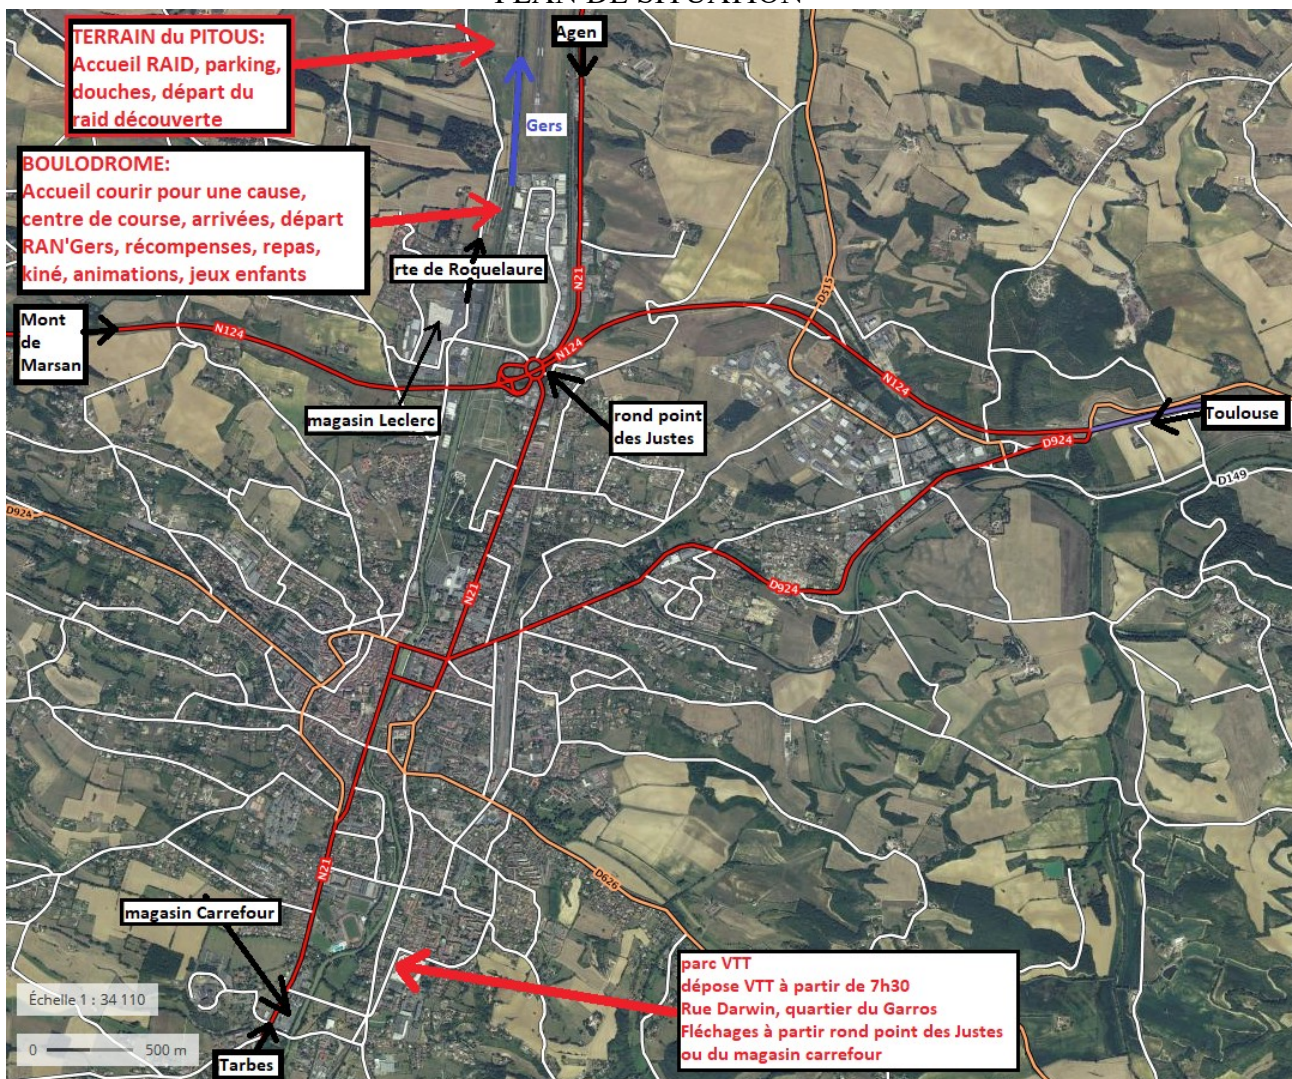 PLAN DE SITUATION
TERRAIN du PITOUS:
Accueil RAID, parking,
douches, départ du
raid découverte
Agen
Gers
BOULODROME:
Accueil courir pour une cause,
centre de course, arrivées, départ
RAN'Gers, récompenses, repas,
kiné, animations, jeux enfants
rte de Roquelaure
N21
D515
Mont
de
Marsan
N124
N124
N124
magasin Leclerc
rond point
des Justes
Toulouse
D924
D149
D924
N21
D924
N21
D626
magasin Carrefour
parc VTT
dépose VTT à partir de 7h30
Rue Darwin, quartier du Garros
Fléchages à partir rond point des Justes
ou du magasin carrefour
Échelle 1 : 34 110
0 500 m
Tarbes